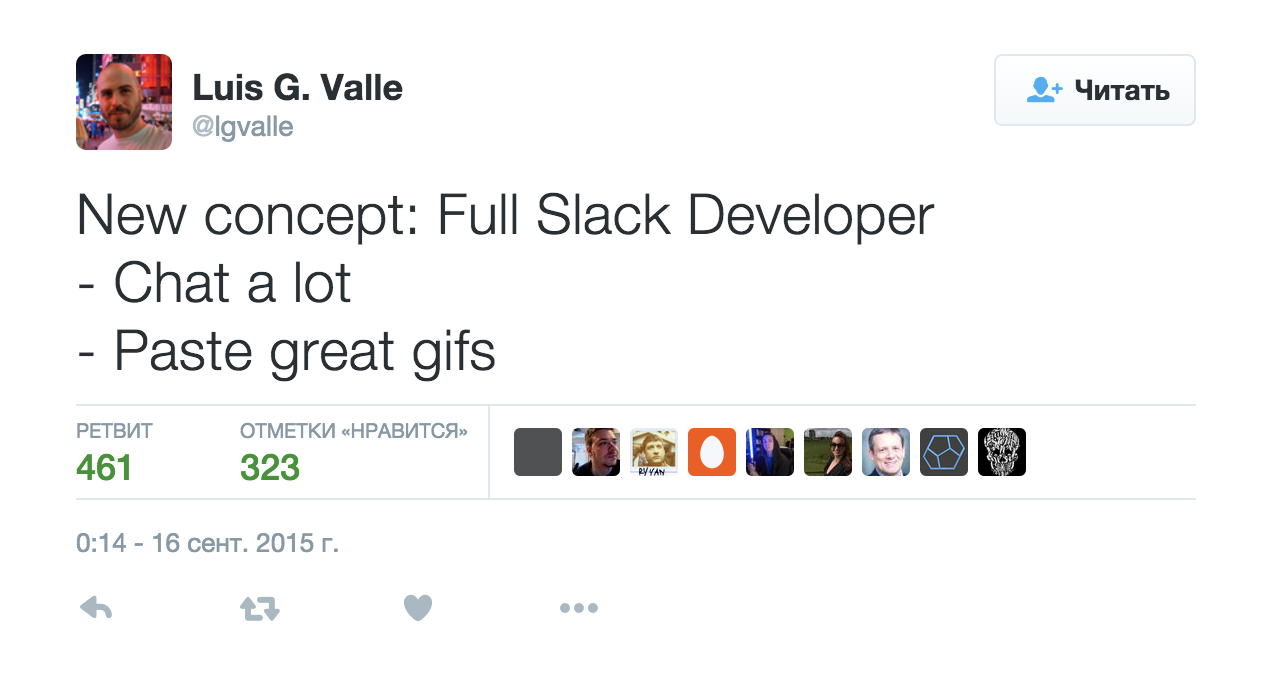 Luis G. Valle
@lgvalle
Читать
New concept: Full Slack Developer
- Chat a lot
- Paste great gifs
РЕТВИТ
461
ОТМЕТКИ «НРАВИТСЯ»
323
RYYAN
0:14 - 16 сент. 2015 г.